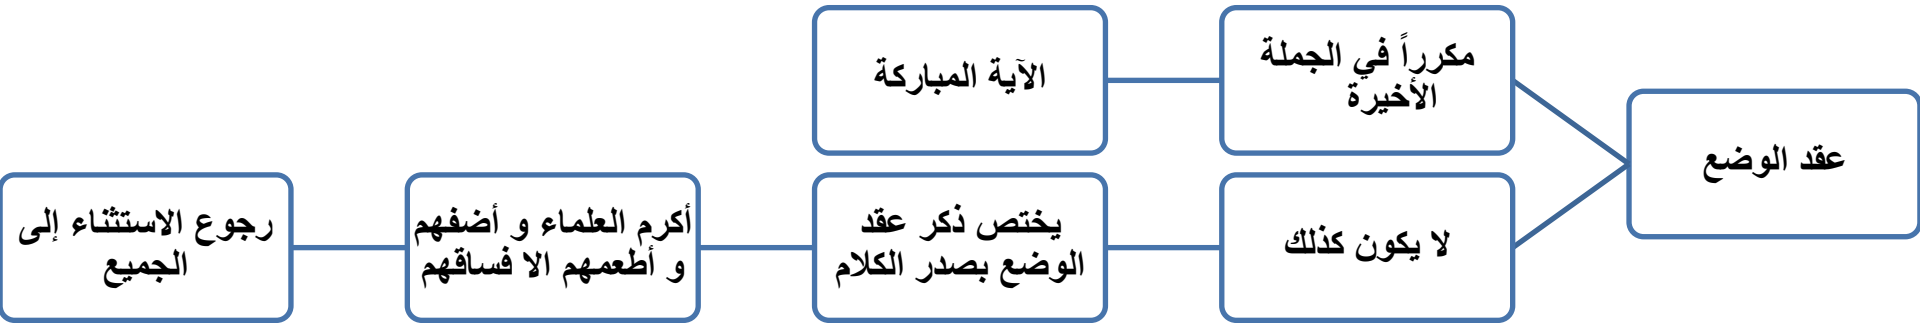 عقد الوضع
مكرراً في الجملة
الأخيرة
الآية المباركة
لا يكون كذلك
يختص ذكر عقد
الوضع بصدر الكلام
أكرم العلماء و أضفهم
و أطعمهم الا فساقهم
رجوع الاستثناء إلى
الجميع